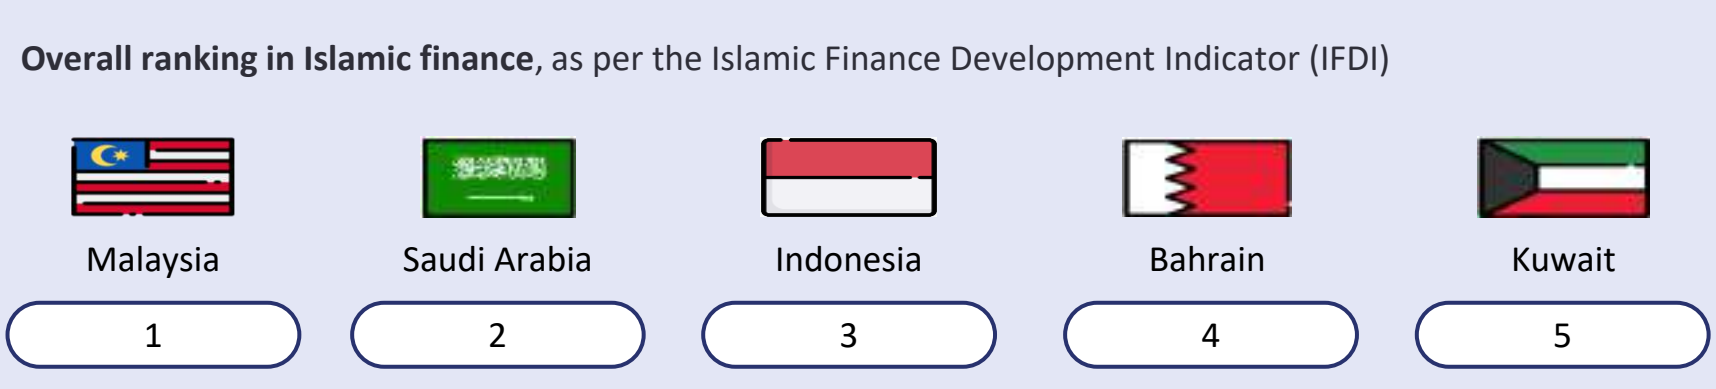 Overall ranking in Islamic finance, as per the Islamic Finance Development Indicator (IFDI)
Malaysia Saudi Arabia Indonesia Bahrain Kuwait
1 2 3 4 5